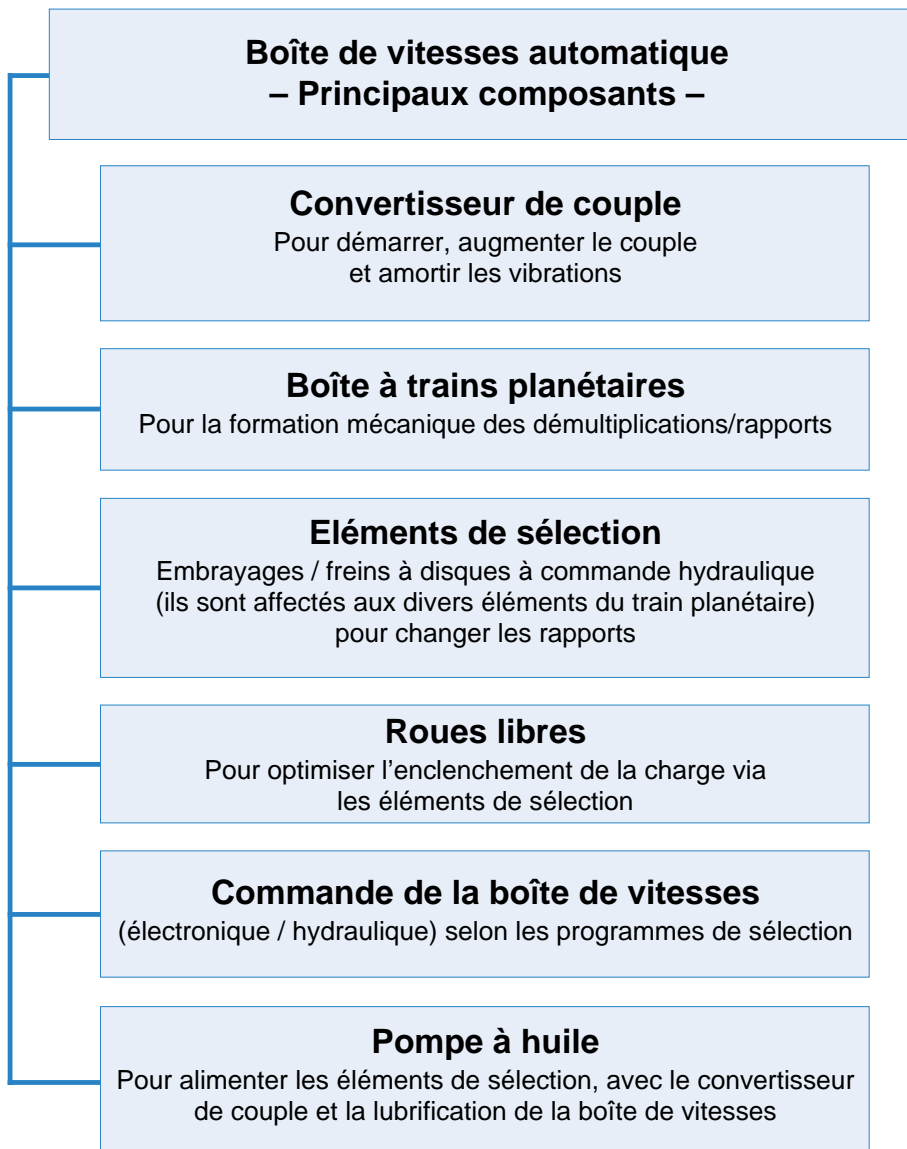 Boîte de vitesses automatique
– Principaux composants –
Convertisseur de couple
Pour démarrer, augmenter le couple
et amortir les vibrations
Boîte à trains planétaires
Pour la formation mécanique des démultiplications/rapports
Eléments de sélection
Embrayages / freins à disques à commande hydraulique
(ils sont affectés aux divers éléments du train planétaire)
pour changer les rapports
Roues libres
Pour optimiser l’enclenchement de la charge via
les éléments de sélection
Commande de la boîte de vitesses
(électronique / hydraulique) selon les programmes de sélection
Pompe à huile
Pour alimenter les éléments de sélection, avec le convertisseur
de couple et la lubrification de la boîte de vitesses